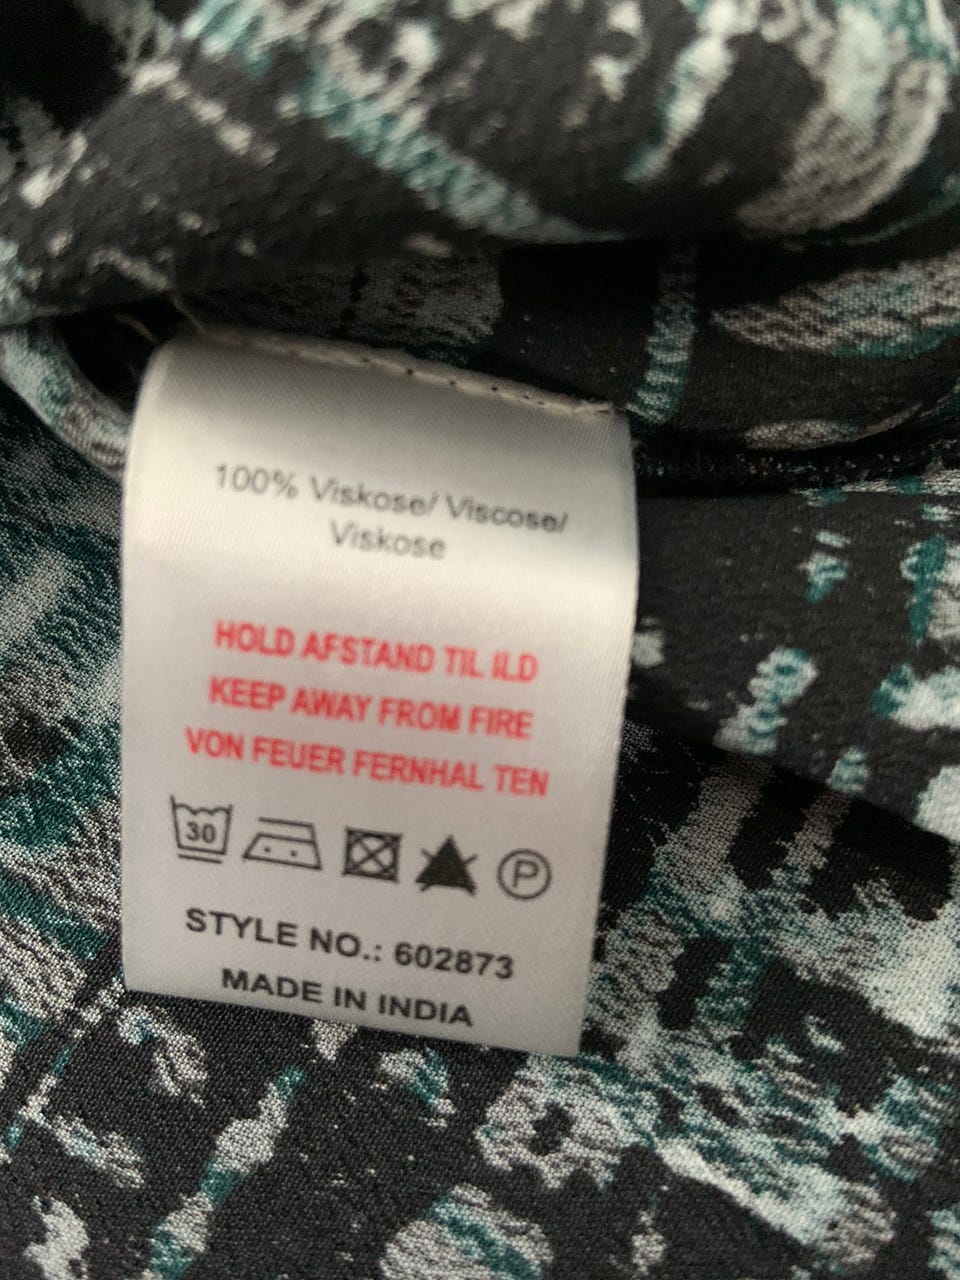 100% Viskose/ Viscose/
Viskose
HOLD AFSTAND TIL ILD
KEEP AWAY FROM FIRE
VON FEUER FERNHAL TEN
30
P
STYLE NO.: 602873
MADE IN INDIA